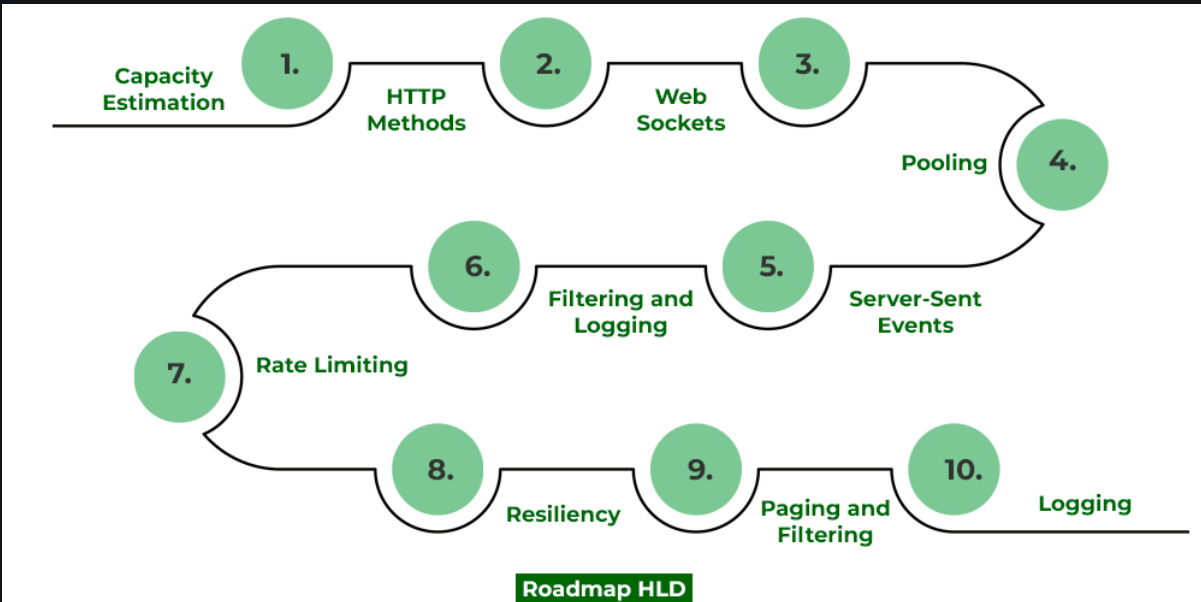 1.
Capacity
Estimation
2.
HTTP
Methods
3.
Web
Sockets
4.
Pooling
5.
Server-Sent
Events
6.
Filtering and
Logging
7.
Rate Limiting
8.
Resiliency
9.
Paging and
Filtering
10.
Logging
Roadmap HLD